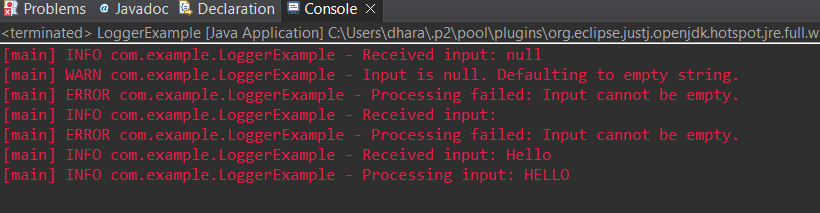 Problems @ Javadoc Declaration Console
<terminated> LoggerExample [Java Application] C:\Users\dhara\.p2\pool\plugins\org.eclipse.justj.openjdk.hotspot.jre.full.w
[main] INFO com.example.LoggerExample - Received input: null
[main] WARN com.example.LoggerExample - Input is null. Defaulting to empty string.
[main] ERROR com.example.LoggerExample - Processing failed: Input cannot be empty.
[main] INFO com.example.LoggerExample - Received input:
[main] ERROR com.example.LoggerExample - Processing failed: Input cannot be empty.
[main] INFO com.example.LoggerExample - Received input: Hello
[main] INFO com.example.LoggerExample - Processing input: HELLO